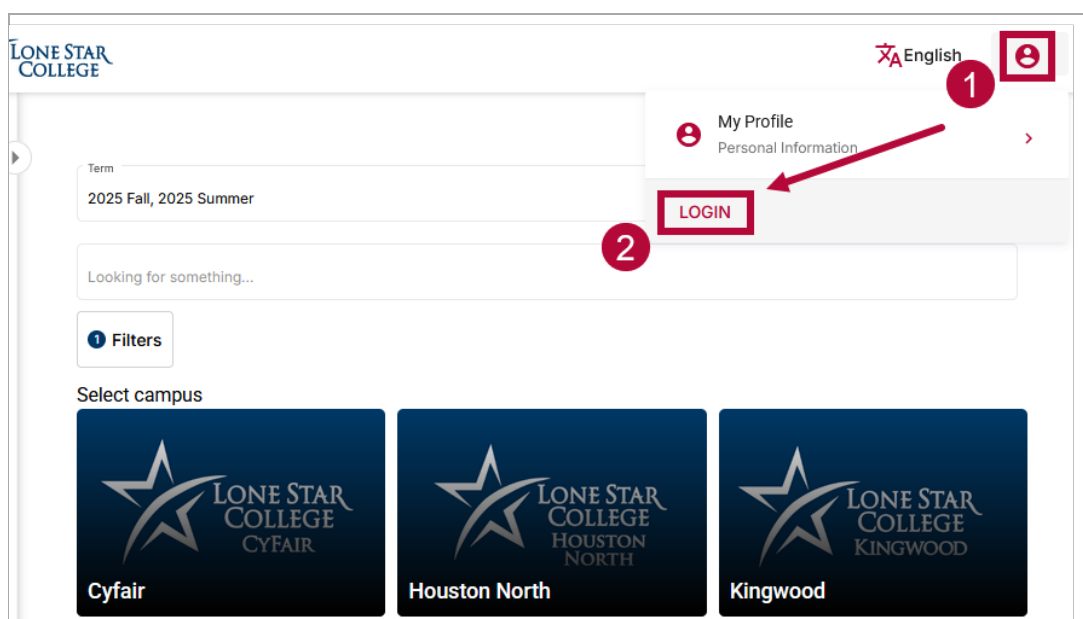 LONE STAR
COLLEGE
English
1
My Profile
Personal Information
LOGIN
2
Term
2025 Fall, 2025 Summer
Looking for something...
1 Filters
Select campus
LONE STAR
COLLEGE
CYFAIR
Cyfair
LONE STAR
COLLEGE
HOUSTON
NORTH
Houston North
LONE STAR
COLLEGE
KINGWOOD
Kingwood